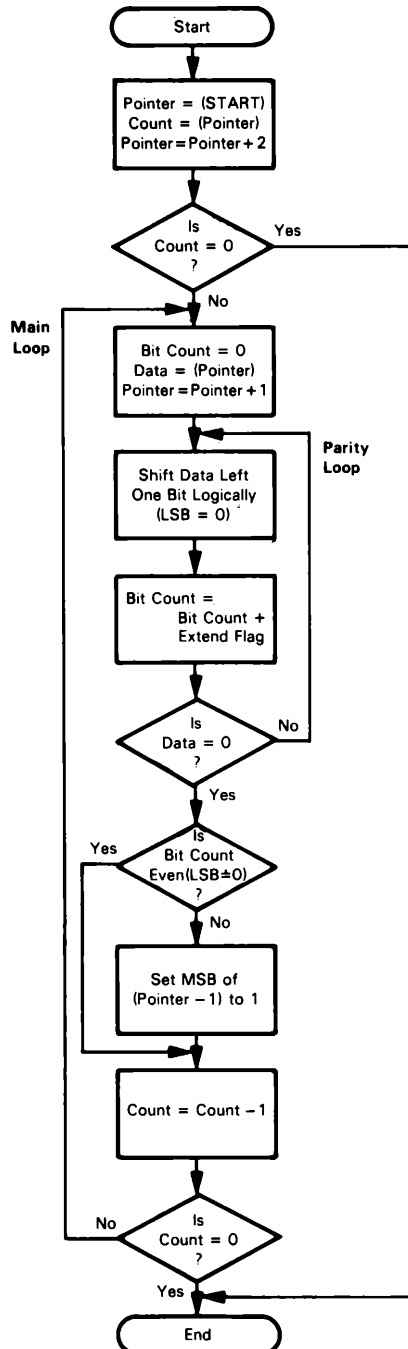 Start
Pointer = (START)
Count = (Pointer)
Pointer=Pointer+2
Is
Count = 0
?
Yes
No
Main
Loop
Bit Count = 0
Data = (Pointer)
Pointer=Pointer+1
Parity
Loop
Shift Data Left
One Bit Logically
(LSB = 0)
Bit Count =
Bit Count +
Extend Flag
Is
Data = 0
?
No
Yes
Is
Bit Count
Even(LSB=0)
?
Yes
No
Set MSB of
(Pointer -1) to 1
Count = Count -1
Is
Count = 0
?
No
Yes
End